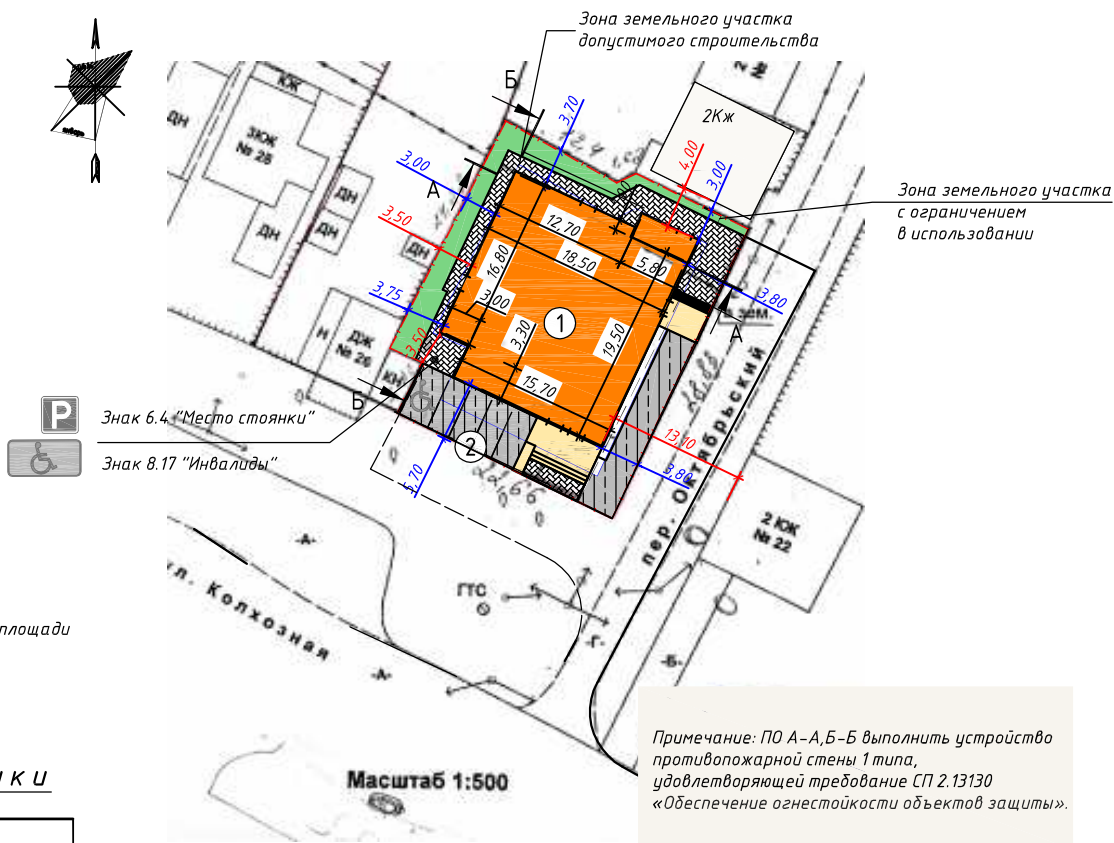 Зона земельного участка
допустимого строительства
Б
3,70
2Кж
4,00
3,00
Зона земельного участка
с ограничением
в использовании
КЖ
ДН
3КЖ
№ 28
ДН
ДН
ДН
ДН
3,00
А
3,50
12,70
18,50
5,80
16,80
3,00
3,30
19,50
15,70
1
3,80
А
зем.
3,75
3,50
Н
ДЖ
№ 26
КН
Б
P
Знак 6.4 "Место стоянки"
Знак 8.17 "Инвалиды"
2
5,70
3,80
13,10
пер. Октябрьский
2 КЖ
№ 22
ГТС
ул. Колхозная
-А-
-А-
-Г-
-Б-
площади
Масштаб 1:500
Примечание: ПО А-А,Б-Б выполнить устройство
противопожарной стены 1 типа,
удовлетворяющей требование СП 2.13130
«Обеспечение огнестойкости объектов защиты».